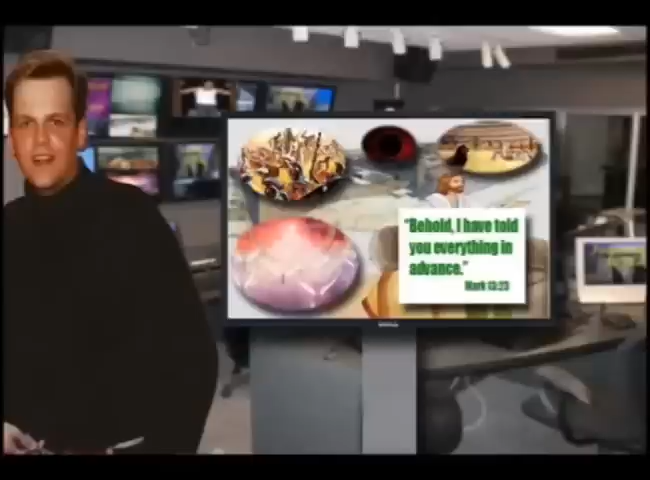 "Behold, I have told
you everything in
advance."
Mark 13:23